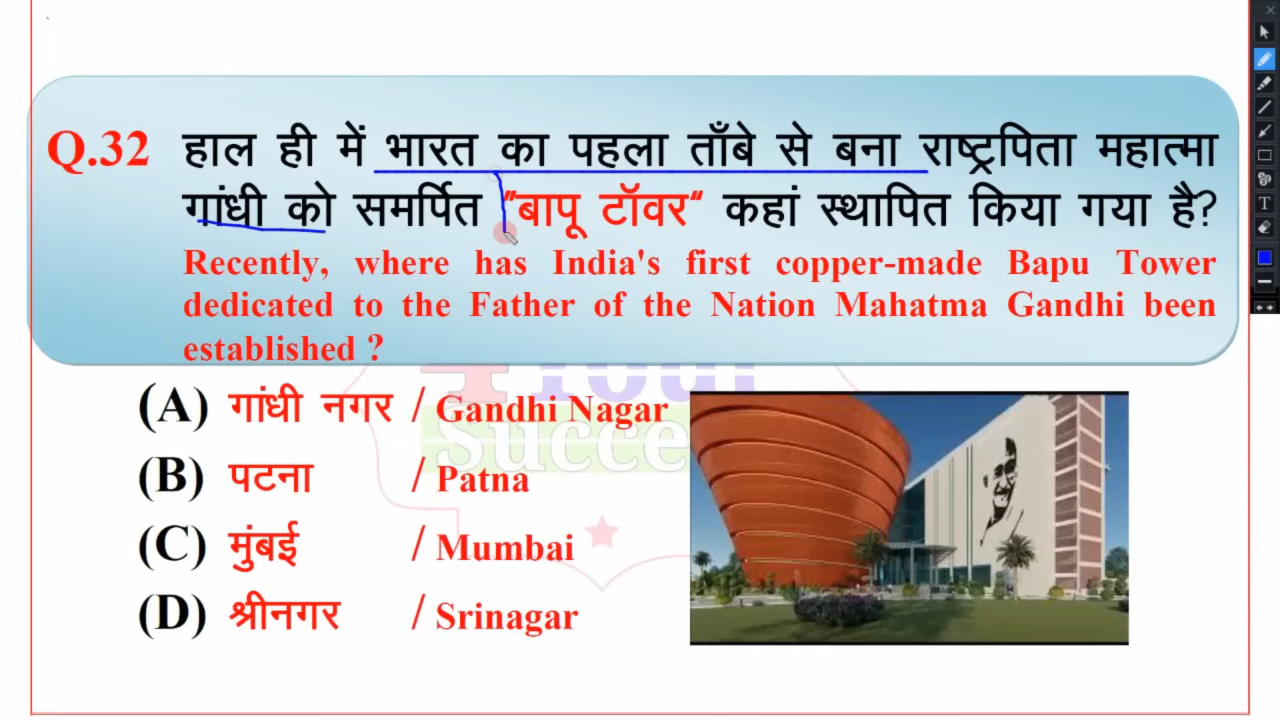 Q.32 हाल ही में भारत का पहला ताँबे से बना राष्ट्रपिता महात्मा
गांधी को समर्पित "बापू टॉवर" कहां स्थापित किया गया है?
Recently, where has India's first copper-made Bapu Tower
dedicated to the Father of the Nation Mahatma Gandhi been
established ?
(A) गांधी नगर / Gandhi Nagar
(B) पटना / Patna
(C) मुंबई / Mumbai
(D) श्रीनगर / Srinagar